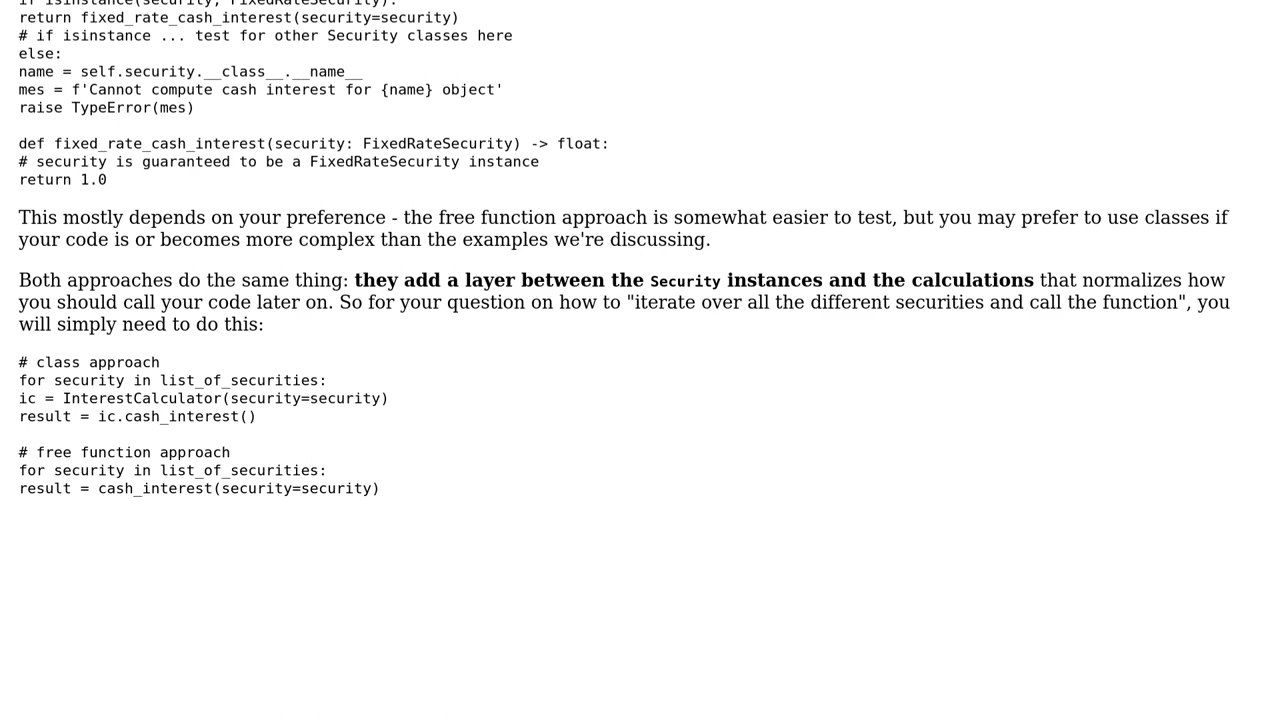 if isinstance(security, FixedRateSecurity):
return fixed_rate_cash_interest(security=security)
# if isinstance ... test for other Security classes here
else:
name = self.security.__class__.__name__
mes = f'Cannot compute cash interest for {name} object'
raise TypeError(mes)

def fixed_rate_cash_interest(security: FixedRateSecurity) -> float:
# security is guaranteed to be a FixedRateSecurity instance
return 1.0

This mostly depends on your preference - the free function approach is somewhat easier to test, but you may prefer to use classes if
your code is or becomes more complex than the examples we're discussing.

Both approaches do the same thing: they add a layer between the Security instances and the calculations that normalizes how
you should call your code later on. So for your question on how to "iterate over all the different securities and call the function", you
will simply need to do this:

# class approach
for security in list_of_securities:
ic = InterestCalculator(security=security)
result = ic.cash_interest()

# free function approach
for security in list_of_securities:
result = cash_interest(security=security)